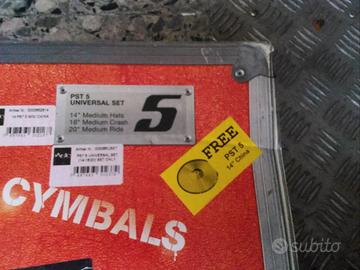 PST 5
UNIVERSAL SET
14" Medium Hats
16" Medium Crash
20" Medium Ride
5
FREE
PST 5
14" China
CYMBALS
subito